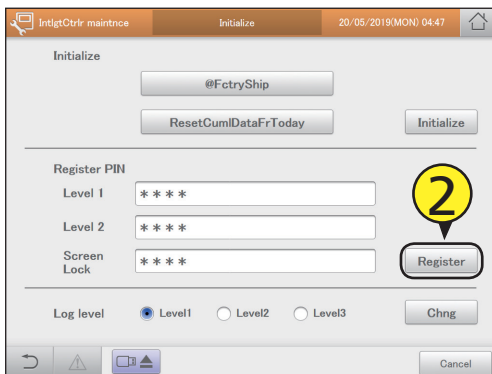 IntlgtCtrlr maintnce Initialize 20/05/2019(MON) 04:47
Initialize
@FctryShip
ResetCumlDataFrToday Initialize
Register PIN
Level 1 ****
2
Level 2 ****
Screen Lock **** Register
Log level Level1 Level2 Level3 Chng
Cancel